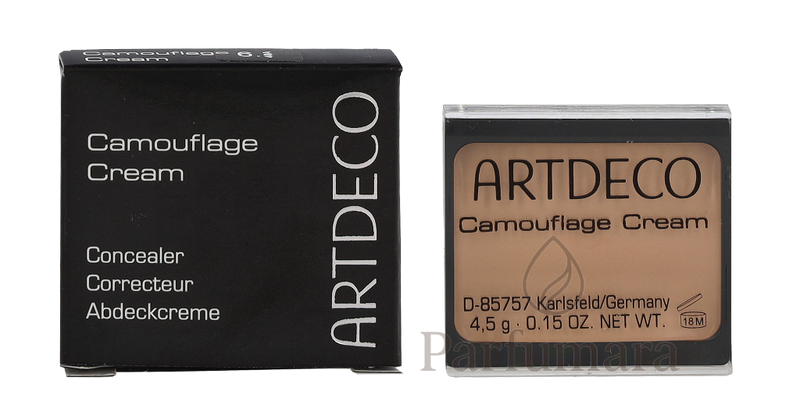 Camouflage
Cream
Camouflage
Cream
Concealer
Correcteur
Abdeckcreme
ARTDECO
ARTDECO
Camouflage Cream
D-85757 Karlsfeld/Germany
4,5 g · 0.15 OZ. NET WT.
18M
Parfumara